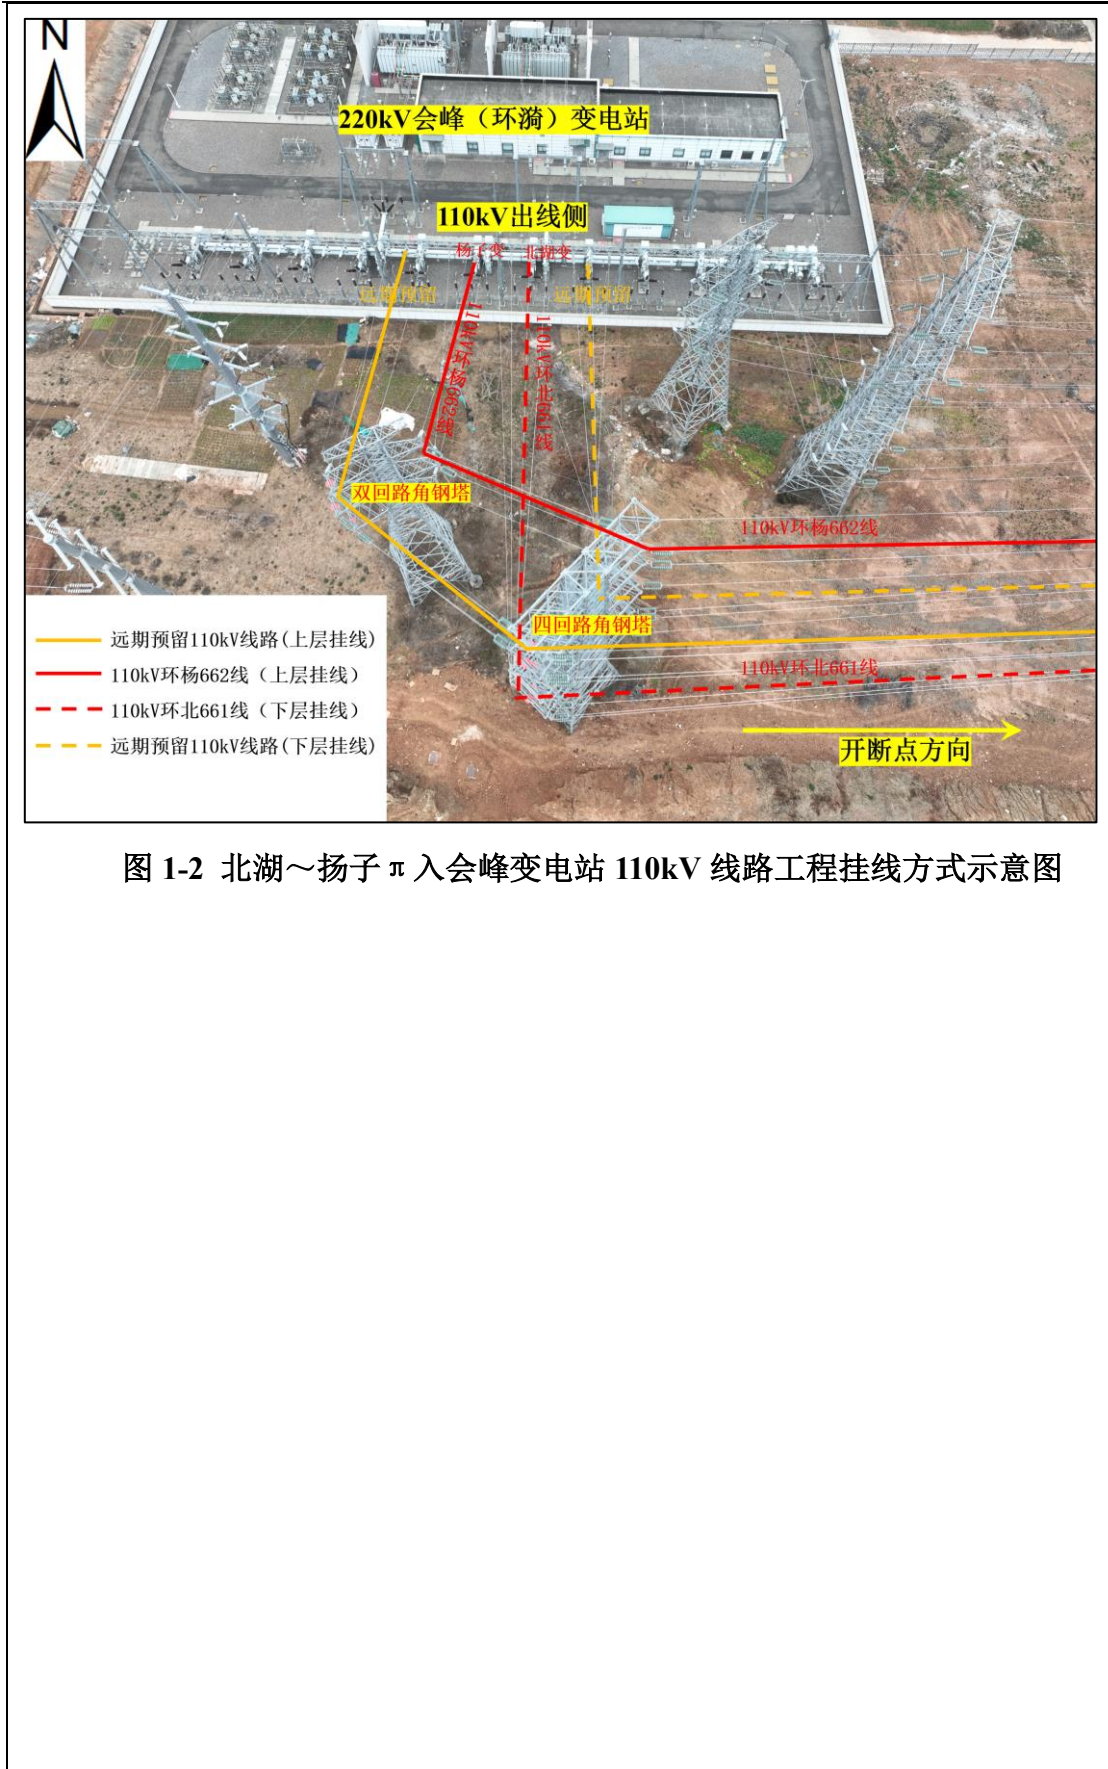 N
220kV会峰（环漪）变电站
110kV出线侧
杨子变
北湖变
远期预留
远期预留
110kV环杨662线
110kV环北661线
双回路角钢塔
110kV环杨662线
四回路角钢塔
110kV环北661线
开断点方向
远期预留110kV线路(上层挂线)
110kV环杨662线（上层挂线）
110kV环北661线（下层挂线）
远期预留110kV线路(下层挂线)
图 1-2 北湖～扬子 π 入会峰变电站 110kV 线路工程挂线方式示意图